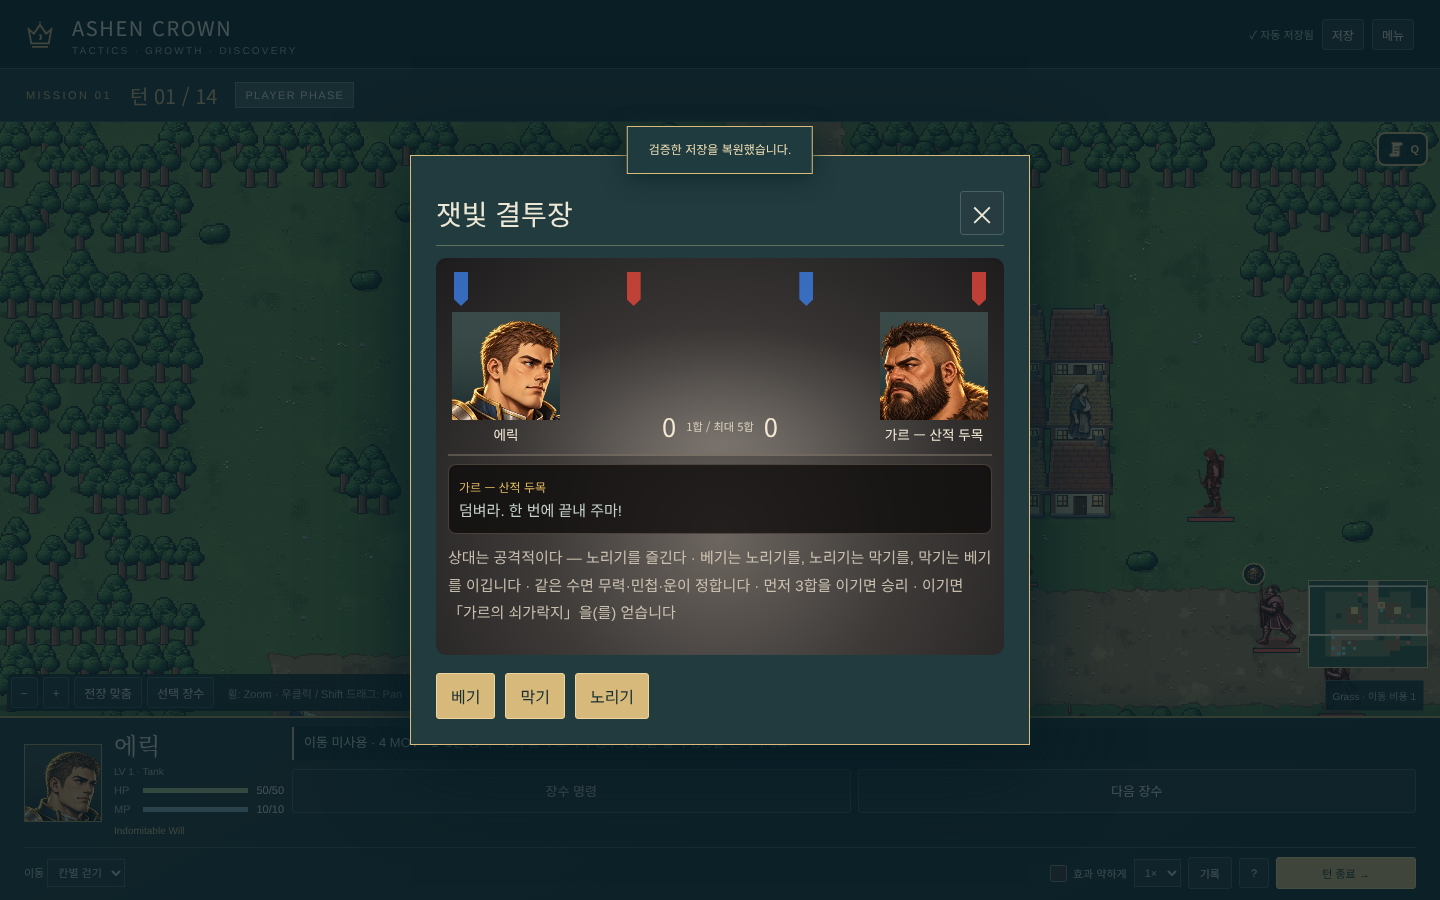 ASHEN CROWN
TACTICS · GROWTH · DISCOVERY
✓ 자동 저장됨
저장
메뉴
MISSION 01
턴 01 / 14
PLAYER PHASE
검증한 저장을 복원했습니다.
Q
잿빛 결투장
에릭
0 1합 / 최대 5합 0
가르 — 산적 두목
가르 — 산적 두목
덤벼라. 한 번에 끝내 주마!
상대는 공격적이다 — 노리기를 즐긴다 · 베기는 노리기를, 노리기는 막기를, 막기는 베기
를 이깁니다 · 같은 수면 무력·민첩·운이 정합니다 · 먼저 3합을 이기면 승리 · 이기면
「가르의 쇠가락지」을(를) 얻습니다
베기
막기
노리기
−
+
전장 맞춤
선택 장수
휠: Zoom · 우클릭 / Shift 드래그: Pan
Grass · 이동 비용 1
에릭
LV 1 · Tank
HP 50/50
MP 10/10
Indomitable Will
이동 미사용 · 4 MO
장수 명령
다음 장수
이동 칸별 걷기
효과 약하게
1×
기록
?
턴 종료 →